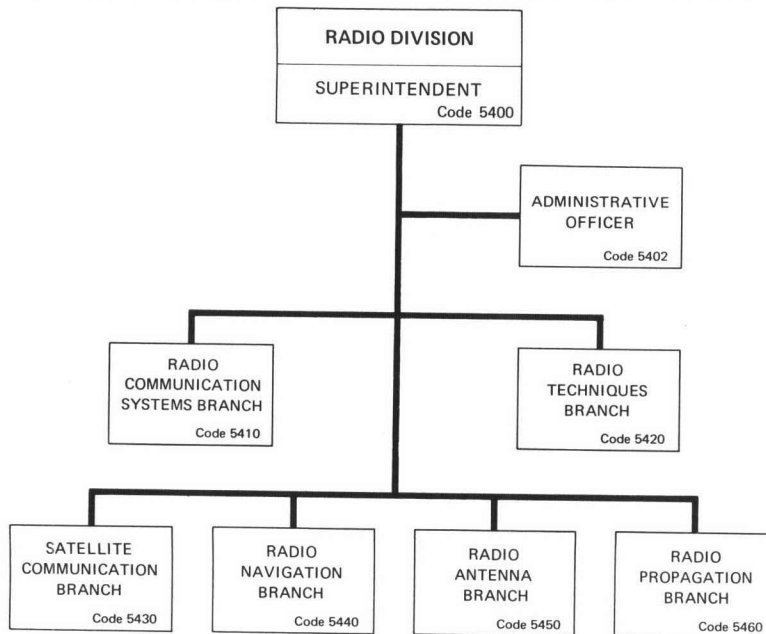 RADIO DIVISION
SUPERINTENDENT
Code 5400
ADMINISTRATIVE
OFFICER
Code 5402
RADIO
COMMUNICATION
SYSTEMS BRANCH
Code 5410
RADIO
TECHNIQUES
BRANCH
Code 5420
SATELLITE
COMMUNICATION
BRANCH
Code 5430
RADIO
NAVIGATION
BRANCH
Code 5440
RADIO
ANTENNA
BRANCH
Code 5450
RADIO
PROPAGATION
BRANCH
Code 5460